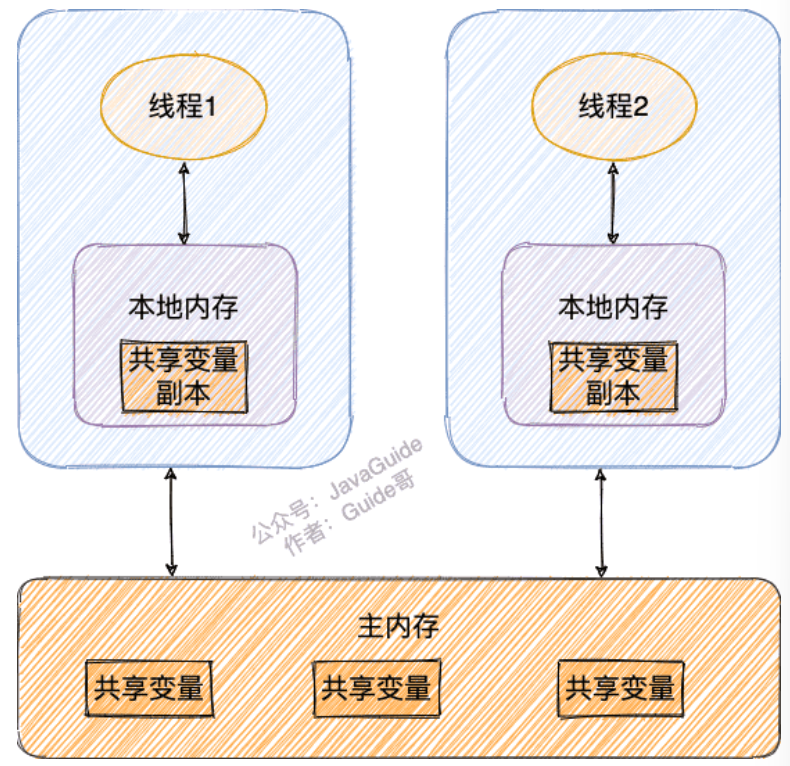 线程1
线程2
本地内存
共享变量
副本
本地内存
共享变量
副本
公众号：JavaGuide
作者：Guide哥
主内存
共享变量
共享变量
共享变量